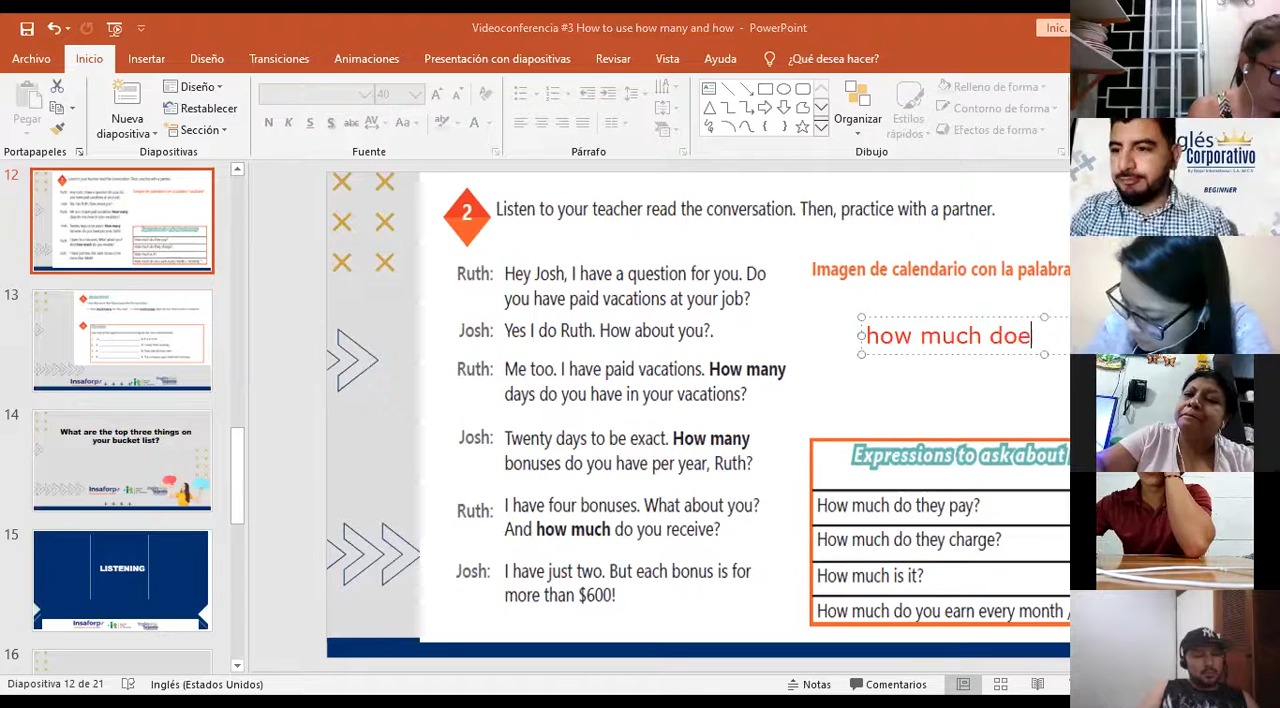 Videoconferencia #3 How to use how many and how - PowerPoint
Inic.
Archivo Inicio Insertar Diseño Transiciones Animaciones Presentación con diapositivas Revisar Vista Ayuda ¿Qué desea hacer?
Pegar
Nueva diapositiva
Diseño
Restablecer
Sección
40
N K S S abc AV Aa A
Organizar
Estilos rápidos
Relleno de forma
Contorno de forma
Efectos de forma
Portapapeles Diapositivas Fuente Párrafo Dibujo
12
13
Insaforp
14
What are the top three things on
your bucket list?
Insaforp
15
LISTENING
Insaforp
16
2 Listen to your teacher read the conversation. Then, practice with a partner.
Ruth: Hey Josh, I have a question for you. Do
you have paid vacations at your job?
Josh: Yes I do Ruth. How about you?.
Ruth: Me too. I have paid vacations. How many
days do you have in your vacations?
Josh: Twenty days to be exact. How many
bonuses do you have per year, Ruth?
Ruth: I have four bonuses. What about you?
And how much do you receive?
Josh: I have just two. But each bonus is for
more than $600!
Imagen de calendario con la palabra
how much doe
Expressions to ask about
How much do they pay?
How much do they charge?
How much is it?
How much do you earn every month /
glés
Corporativo
BEGINNER
Diapositiva 12 de 21 Inglés (Estados Unidos) Notas Comentarios